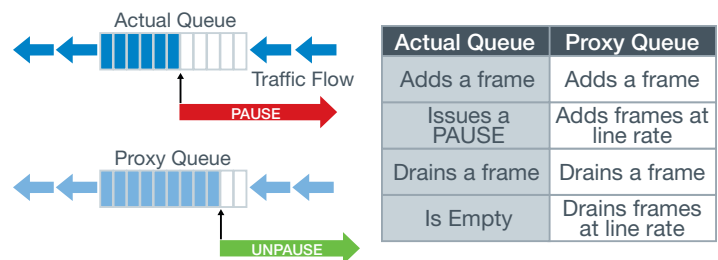 Actual Queue
Traffic Flow
PAUSE
Proxy Queue
UNPAUSE
Actual Queue Proxy Queue
Adds a frame Adds a frame
Issues a
PAUSE
Adds frames at
line rate
Drains a frame Drains a frame
Is Empty
Drains frames
at line rate